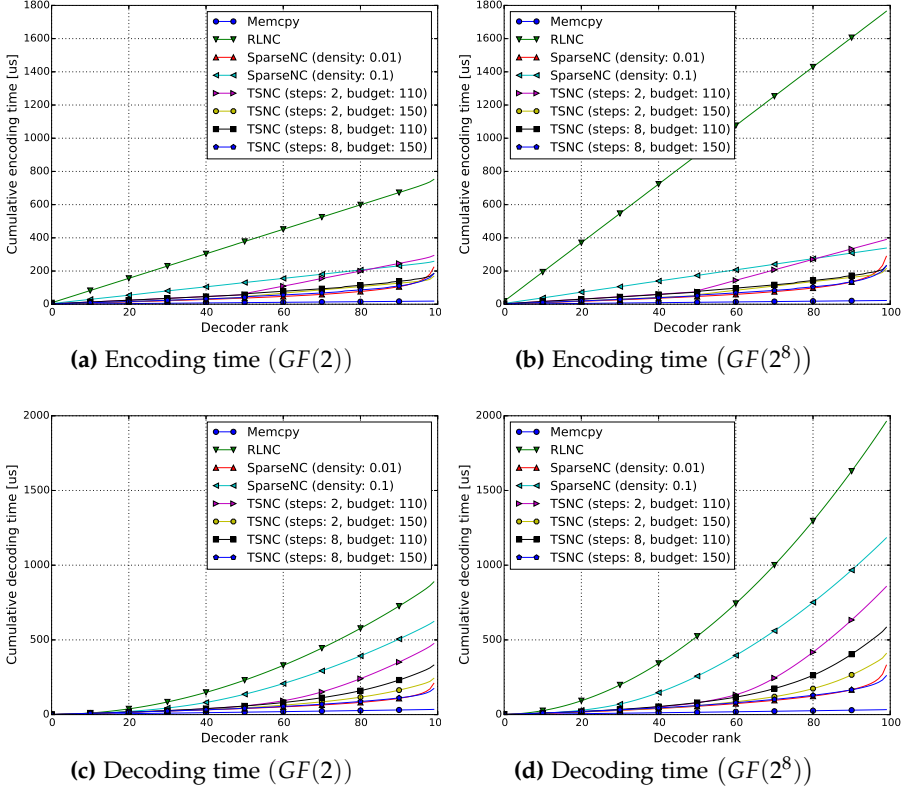 1800
1600
1400
1200
1000
800
600
400
200
0
Cumulative encoding time [us]
0 20 40 60 80 100
Decoder rank
Memcpy
RLNC
SparseNC (density: 0.01)
SparseNC (density: 0.1)
TSNC (steps: 2, budget: 110)
TSNC (steps: 2, budget: 150)
TSNC (steps: 8, budget: 110)
TSNC (steps: 8, budget: 150)
(a) Encoding time (GF(2))
1800
1600
1400
1200
1000
800
600
400
200
0
Cumulative encoding time [us]
0 20 40 60 80 100
Decoder rank
Memcpy
RLNC
SparseNC (density: 0.01)
SparseNC (density: 0.1)
TSNC (steps: 2, budget: 110)
TSNC (steps: 2, budget: 150)
TSNC (steps: 8, budget: 110)
TSNC (steps: 8, budget: 150)
(b) Encoding time (GF(2⁸))
2000
1500
1000
500
0
Cumulative decoding time [us]
0 20 40 60 80 100
Decoder rank
Memcpy
RLNC
SparseNC (density: 0.01)
SparseNC (density: 0.1)
TSNC (steps: 2, budget: 110)
TSNC (steps: 2, budget: 150)
TSNC (steps: 8, budget: 110)
TSNC (steps: 8, budget: 150)
(c) Decoding time (GF(2))
2000
1500
1000
500
0
Cumulative decoding time [us]
0 20 40 60 80 100
Decoder rank
Memcpy
RLNC
SparseNC (density: 0.01)
SparseNC (density: 0.1)
TSNC (steps: 2, budget: 110)
TSNC (steps: 2, budget: 150)
TSNC (steps: 8, budget: 110)
TSNC (steps: 8, budget: 150)
(d) Decoding time (GF(2⁸))